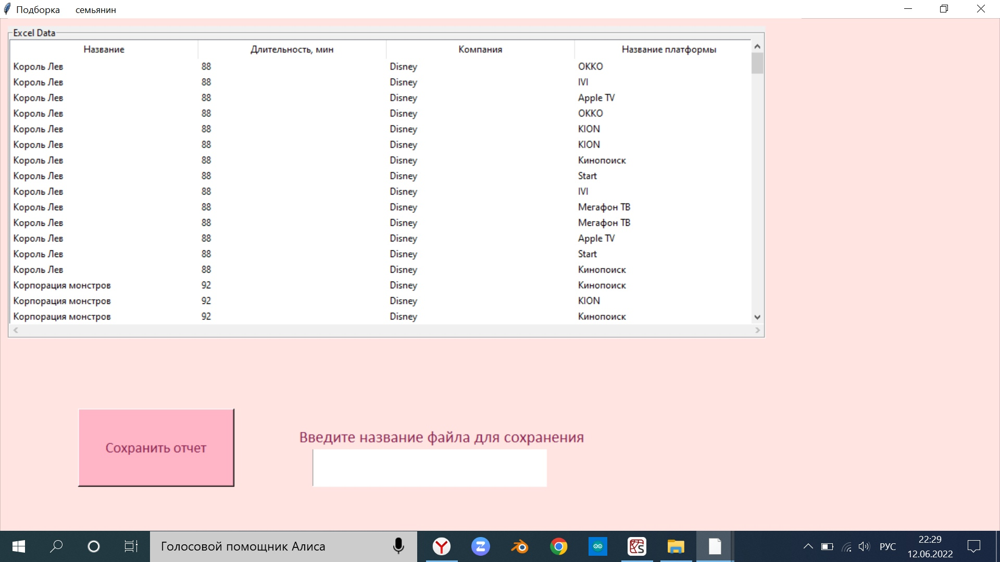 Подборка семьянин
Excel Data
Название Длительность, мин Компания Название платформы
Король Лев 88 Disney ОККО
Король Лев 88 Disney IVI
Король Лев 88 Disney Apple TV
Король Лев 88 Disney ОККО
Король Лев 88 Disney KION
Король Лев 88 Disney KION
Король Лев 88 Disney Кинопоиск
Король Лев 88 Disney Start
Король Лев 88 Disney IVI
Король Лев 88 Disney Мегафон ТВ
Король Лев 88 Disney Мегафон ТВ
Король Лев 88 Disney Apple TV
Король Лев 88 Disney Start
Король Лев 88 Disney Кинопоиск
Корпорация монстров 92 Disney Кинопоиск
Корпорация монстров 92 Disney KION
Корпорация монстров 92 Disney Кинопоиск
Введите название файла для сохранения
Сохранить отчет
Голосовой помощник Алиса
РУС
22:29
12.06.2022